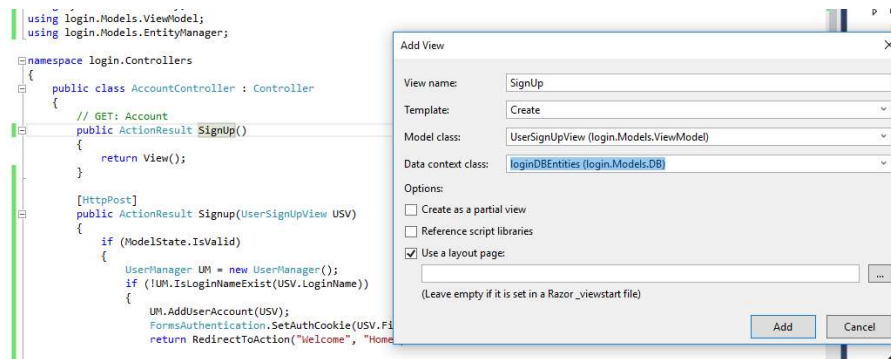 using login.Models.ViewModel;
using login.Models.EntityManager;
namespace login.Controllers
{
public class AccountController : Controller
{
// GET: Account
public ActionResult SignUp()
{
return View();
}
[HttpPost]
public ActionResult Signup(UserSignUpView USV)
{
if (ModelState.IsValid)
{
UserManager UM = new UserManager();
if (!UM.IsLoginNameExist(USV.LoginName))
{
UM.AddUserAccount(USV);
FormsAuthentication.SetAuthCookie(USV.Fi
return RedirectToAction("Welcome", "Home
Add View
View name: SignUp
Template: Create
Model class: UserSignUpView (login.Models.ViewModel)
Data context class: loginDBEntities (login.Models.DB)
Options:
Create as a partial view
Reference script libraries
Use a layout page:
...
(Leave empty if it is set in a Razor _viewstart file)
Add Cancel